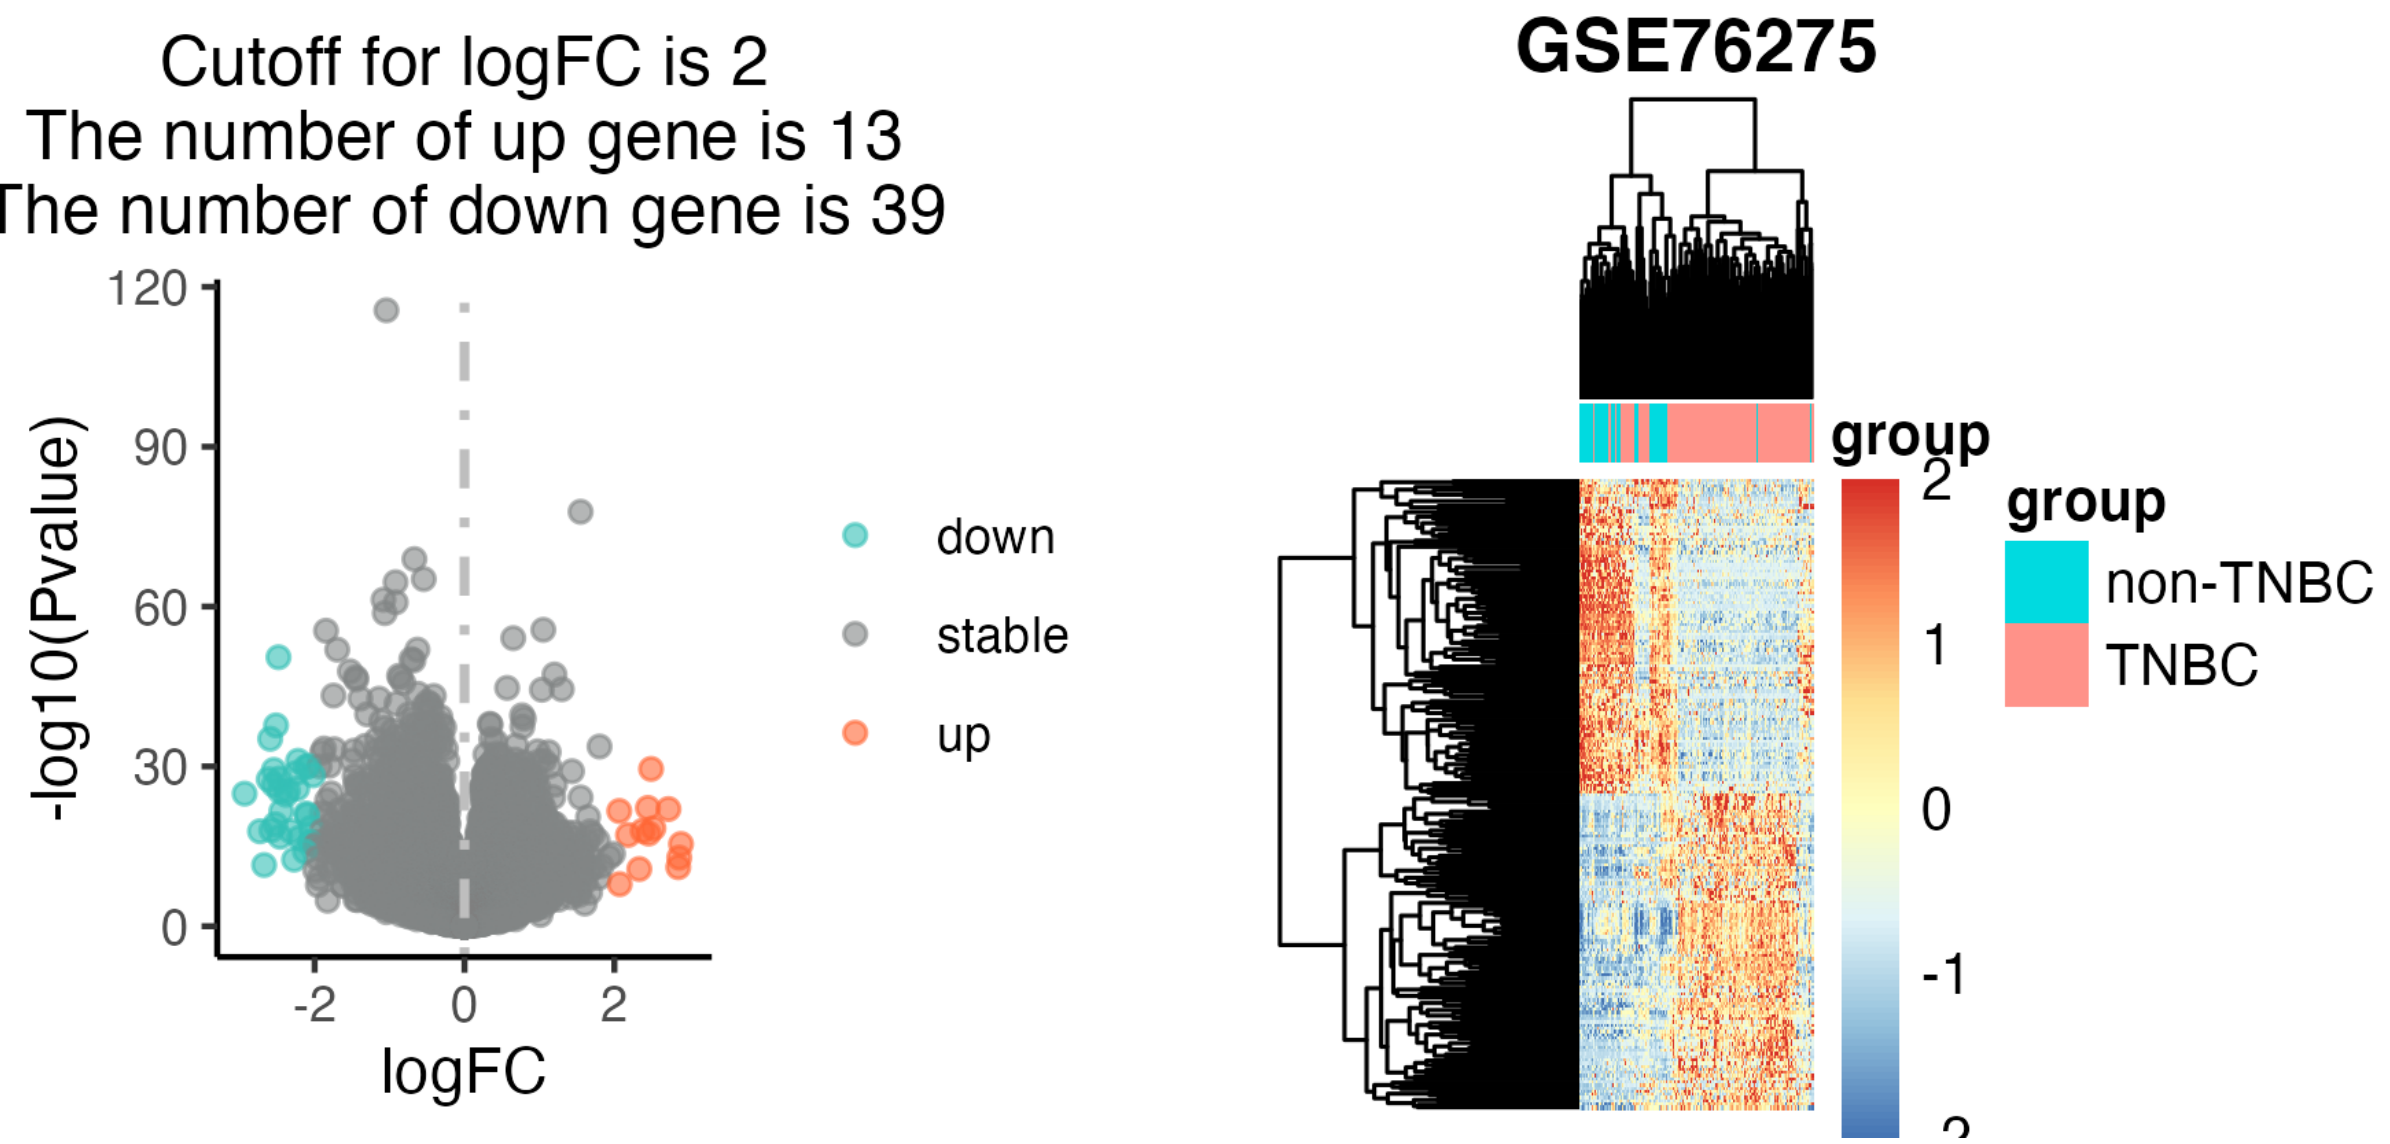 Cutoff for logFC is 2
The number of up gene is 13
The number of down gene is 39
120
90
60
30
0
-log10(Pvalue)
-2 0 2
logFC
down
stable
up
GSE76275
group
2
1
0
-1
-2
group
non-TNBC
TNBC